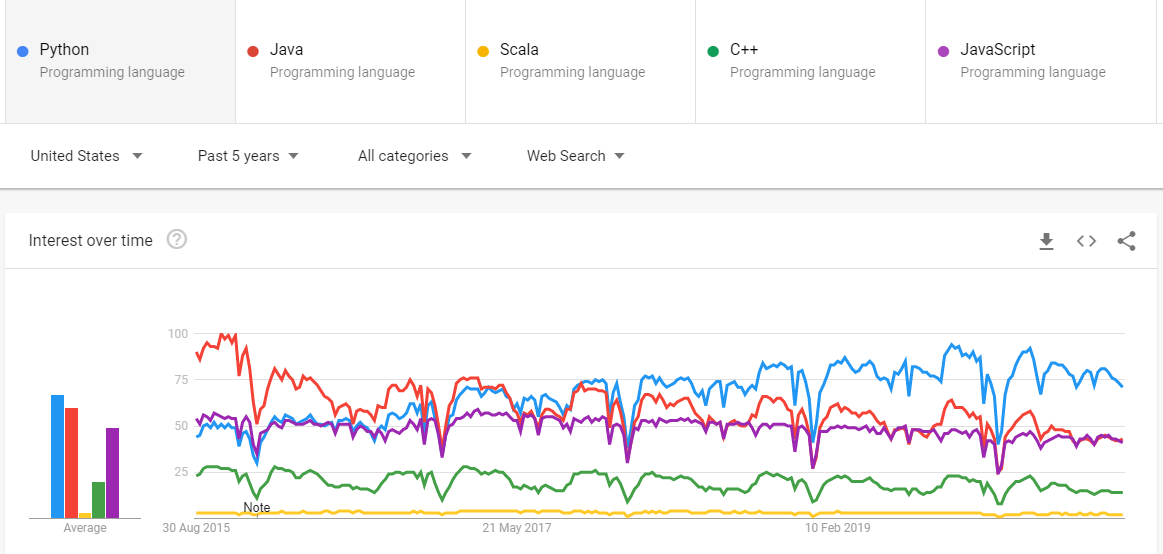 Python Java Scala C++ JavaScript
Programming language Programming language Programming language Programming language Programming language
United States Past 5 years All categories Web Search
Interest over time
100
75
50
25
Note
Average 30 Aug 2015 21 May 2017 10 Feb 2019